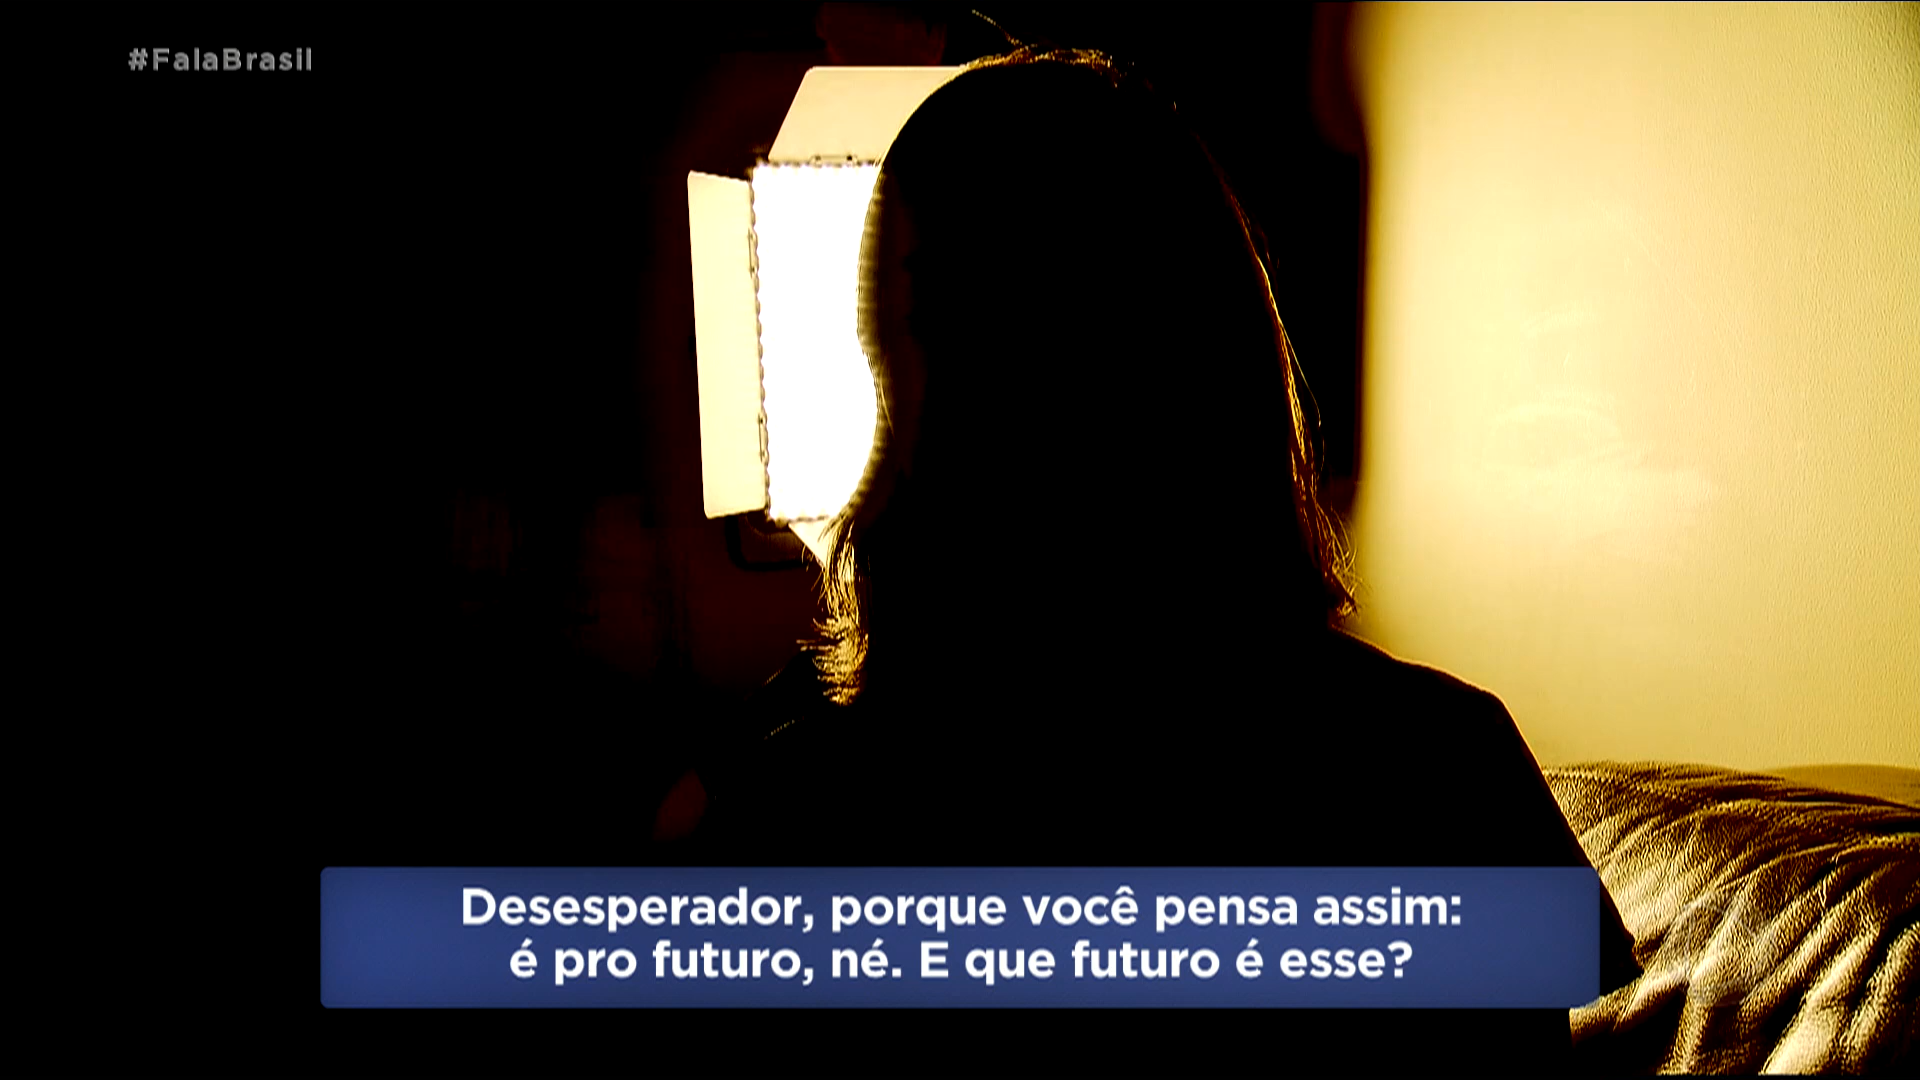 #FalaBrasil
Desesperador, porque você pensa assim:
é pro futuro, né. E que futuro é esse?